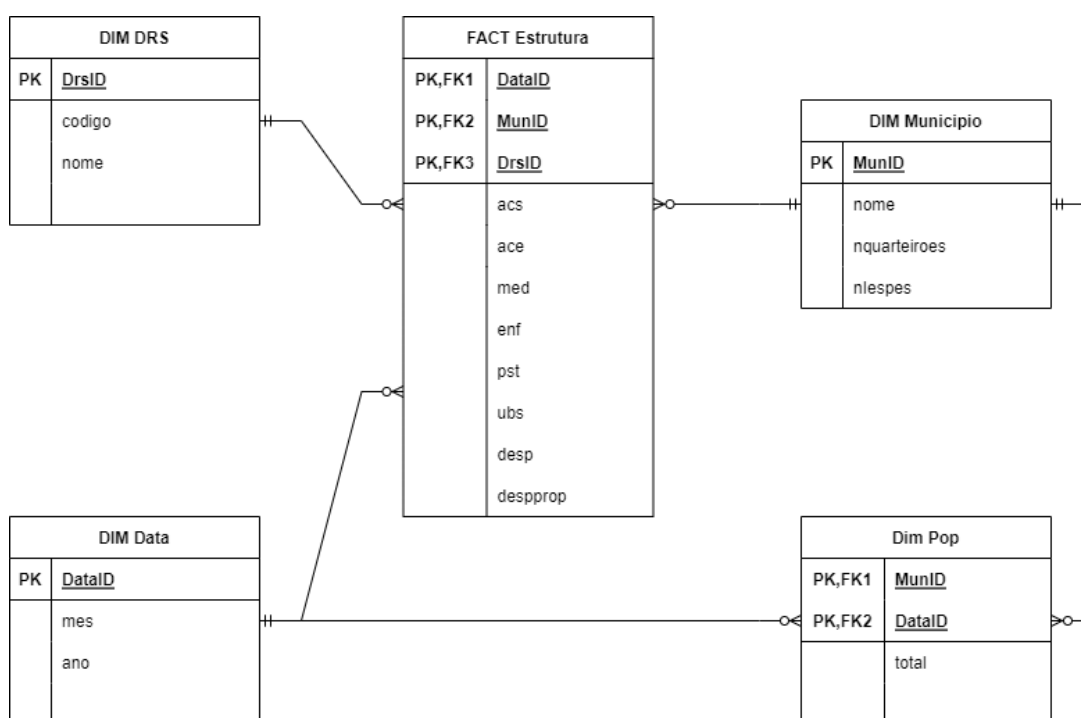 DIM DRS
PK DrsID
codigo
nome
FACT Estrutura
PK,FK1 DataID
PK,FK2 MunID
PK,FK3 DrsID
acs
ace
med
enf
pst
ubs
desp
despprop
DIM Municipio
PK MunID
nome
nquarteiroes
nlespes
DIM Data
PK DataID
mes
ano
Dim Pop
PK,FK1 MunID
PK,FK2 DataID
total